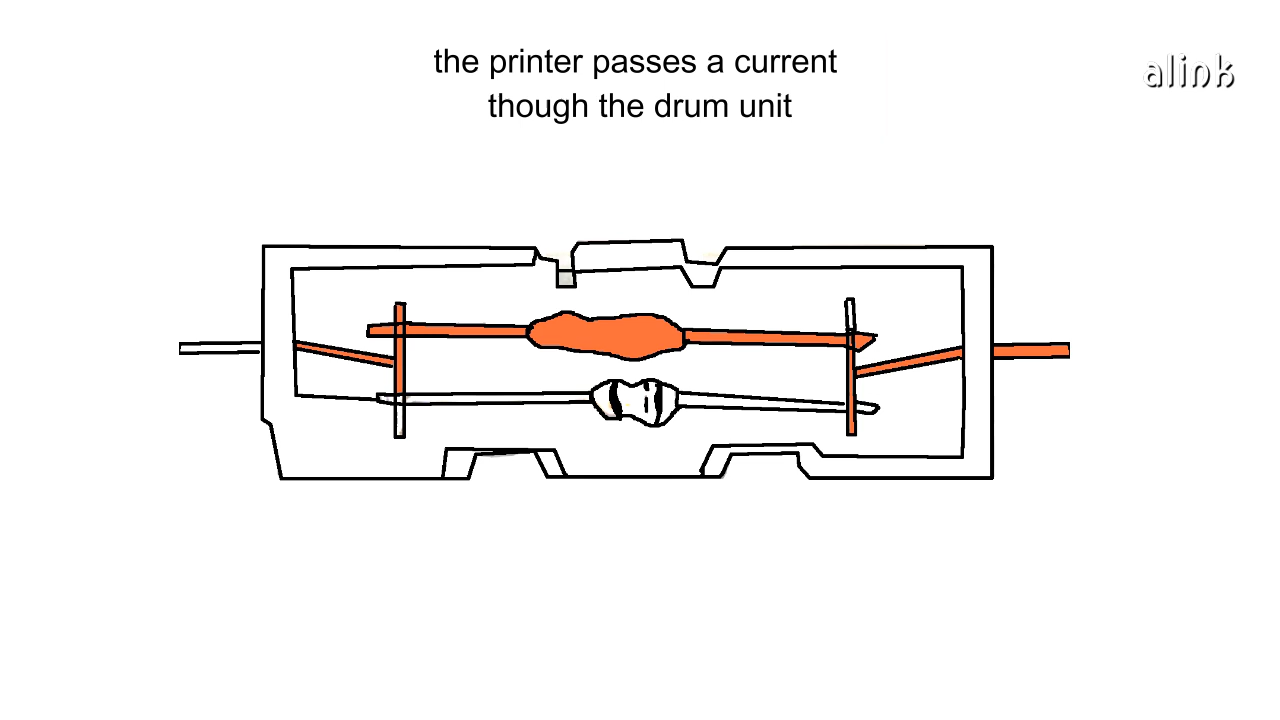 the printer passes a current
though the drum unit
alink